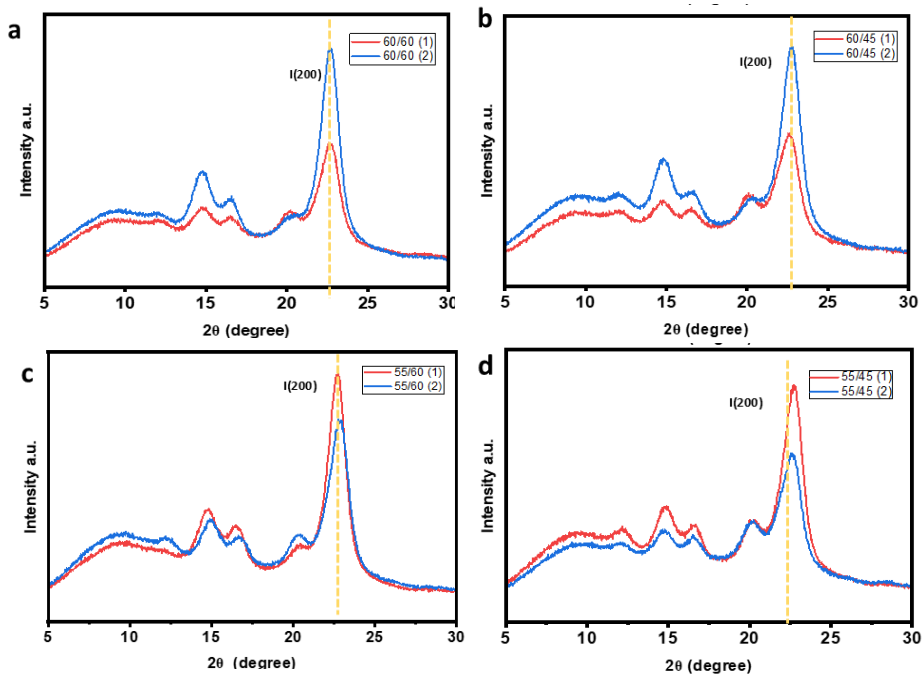 a
60/60 (1)
60/60 (2)
I(200)
Intensity a.u.
5 10 15 20 25 30
2θ (degree)
b
60/45 (1)
60/45 (2)
I(200)
Intensity a.u.
5 10 15 20 25 30
2θ (degree)
c
55/60 (1)
55/60 (2)
I(200)
Intensity a.u.
5 10 15 20 25 30
2θ (degree)
d
55/45 (1)
55/45 (2)
I(200)
Intensity a.u.
5 10 15 20 25 30
2θ (degree)